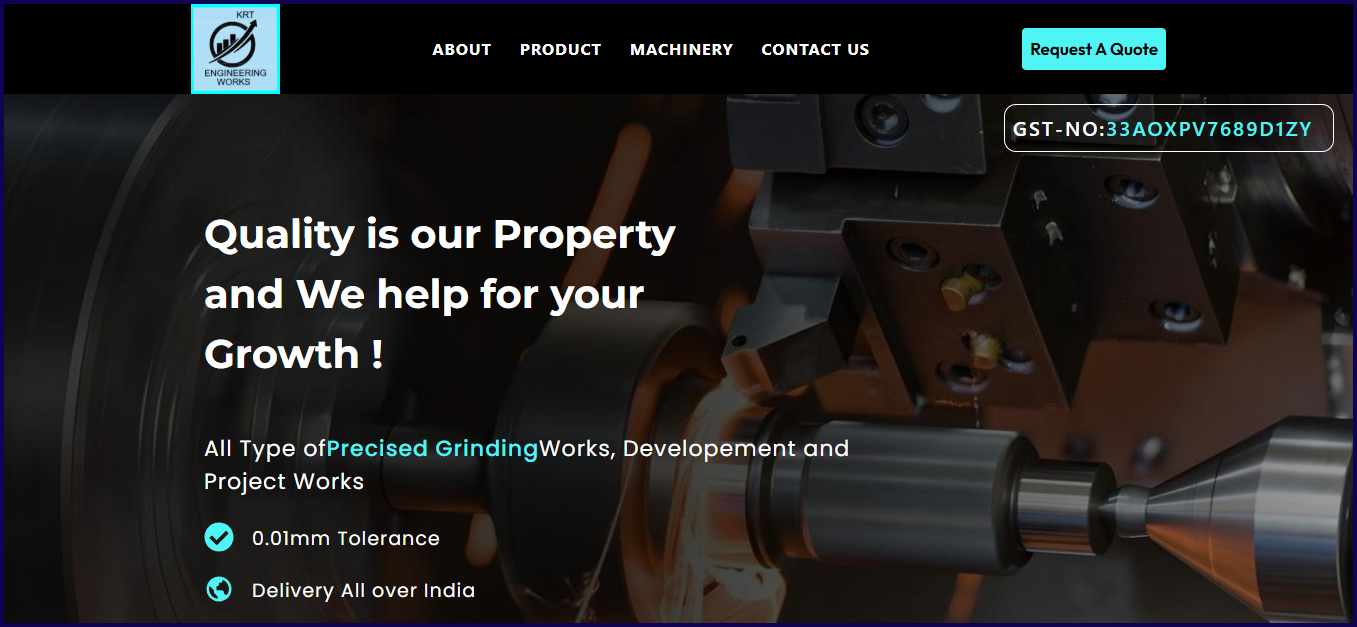 KRT
ENGINEERING
WORKS
ABOUT PRODUCT MACHINERY CONTACT US
Request A Quote
GST-NO:33AOXPV7689D1ZY
Quality is our Property
and We help for your
Growth !
All Type ofPrecised GrindingWorks, Developement and
Project Works
0.01mm Tolerance
Delivery All over India